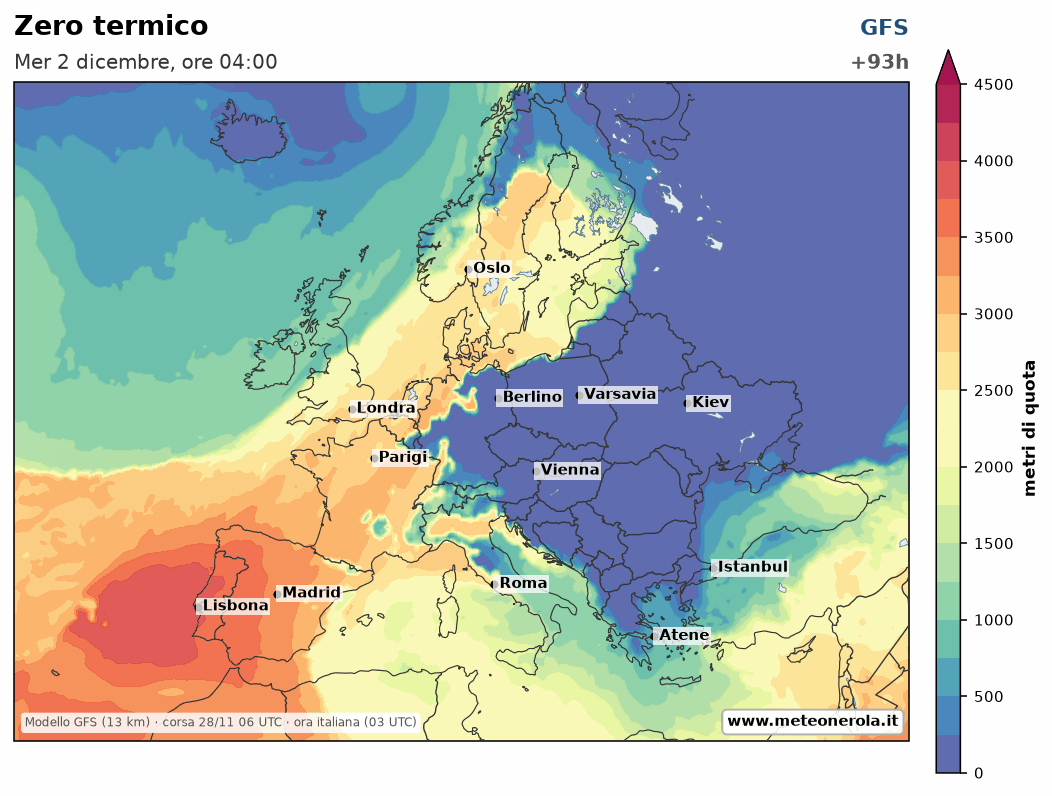 Zero termico
GFS
Mer 2 dicembre, ore 04:00
+93h
4500
4000
3500
3000
2500
2000
1500
1000
500
0
metri di quota
Oslo
Londra
Berlino
Varsavia
Kiev
Parigi
Vienna
Roma
Istanbul
Madrid
Lisbona
Atene
Modello GFS (13 km) · corsa 28/11 06 UTC · ora italiana (03 UTC)
www.meteonerola.it